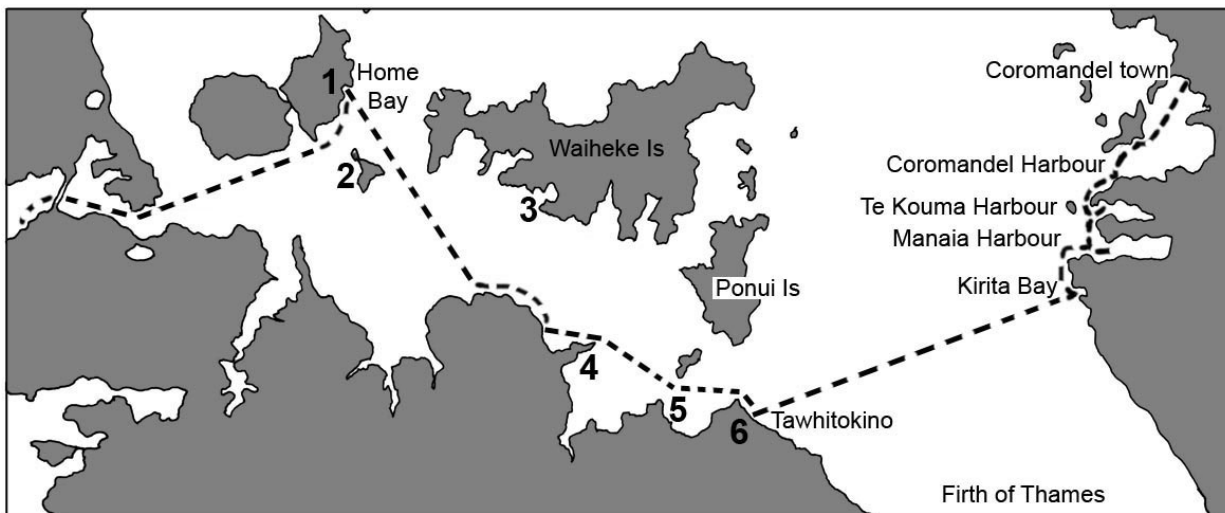 1
Home
Bay
Coromandel town
2
Waiheke Is
Coromandel Harbour
3
Te Kouma Harbour
Manaia Harbour
Ponui Is
Kirita Bay
4
5
6
Tawhitokino
Firth of Thames